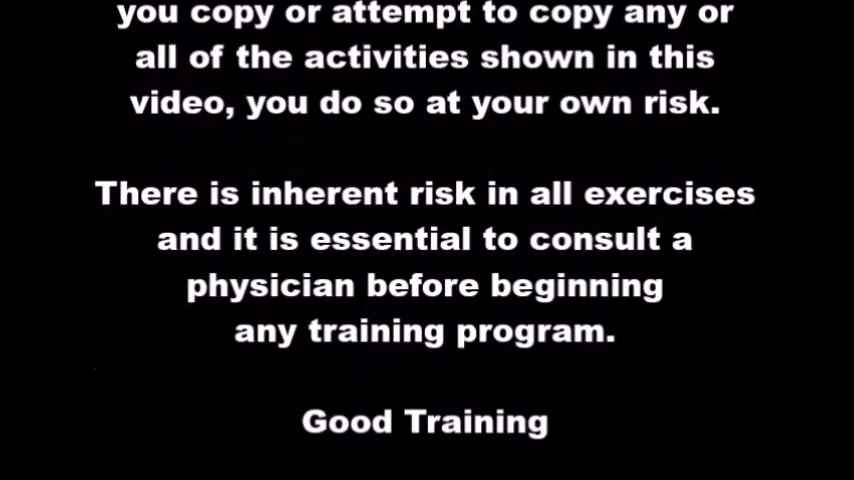 you copy or attempt to copy any or
all of the activities shown in this
video, you do so at your own risk.
There is inherent risk in all exercises
and it is essential to consult a
physician before beginning
any training program.
Good Training